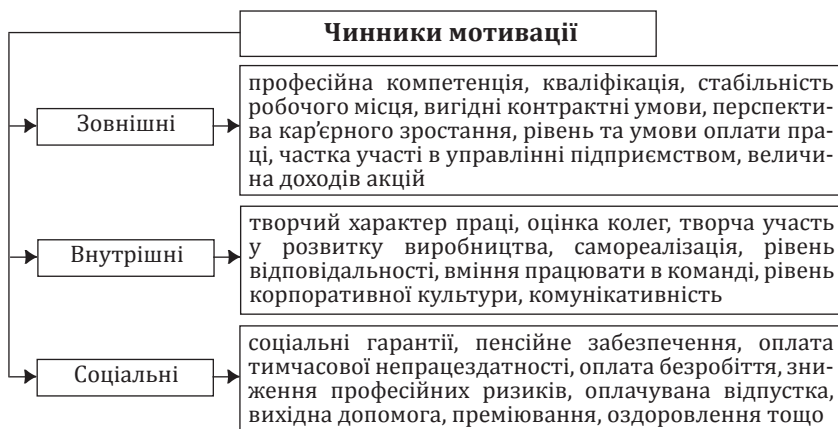 Чинники мотивації
Зовнішні
професійна компетенція, кваліфікація, стабільність
робочого місця, вигідні контрактні умови, перспекти-
ва кар’єрного зростання, рівень та умови оплати пра-
ці, частка участі в управлінні підприємством, величи-
на доходів акцій
Внутрішні
творчий характер праці, оцінка колег, творча участь
у розвитку виробництва, самореалізація, рівень
відповідальності, вміння працювати в команді, рівень
корпоративної культури, комунікативність
Соціальні
соціальні гарантії, пенсійне забезпечення, оплата
тимчасової непрацездатності, оплата безробіття, зни-
ження професійних ризиків, оплачувана відпустка,
вихідна допомога, преміювання, оздоровлення тощо